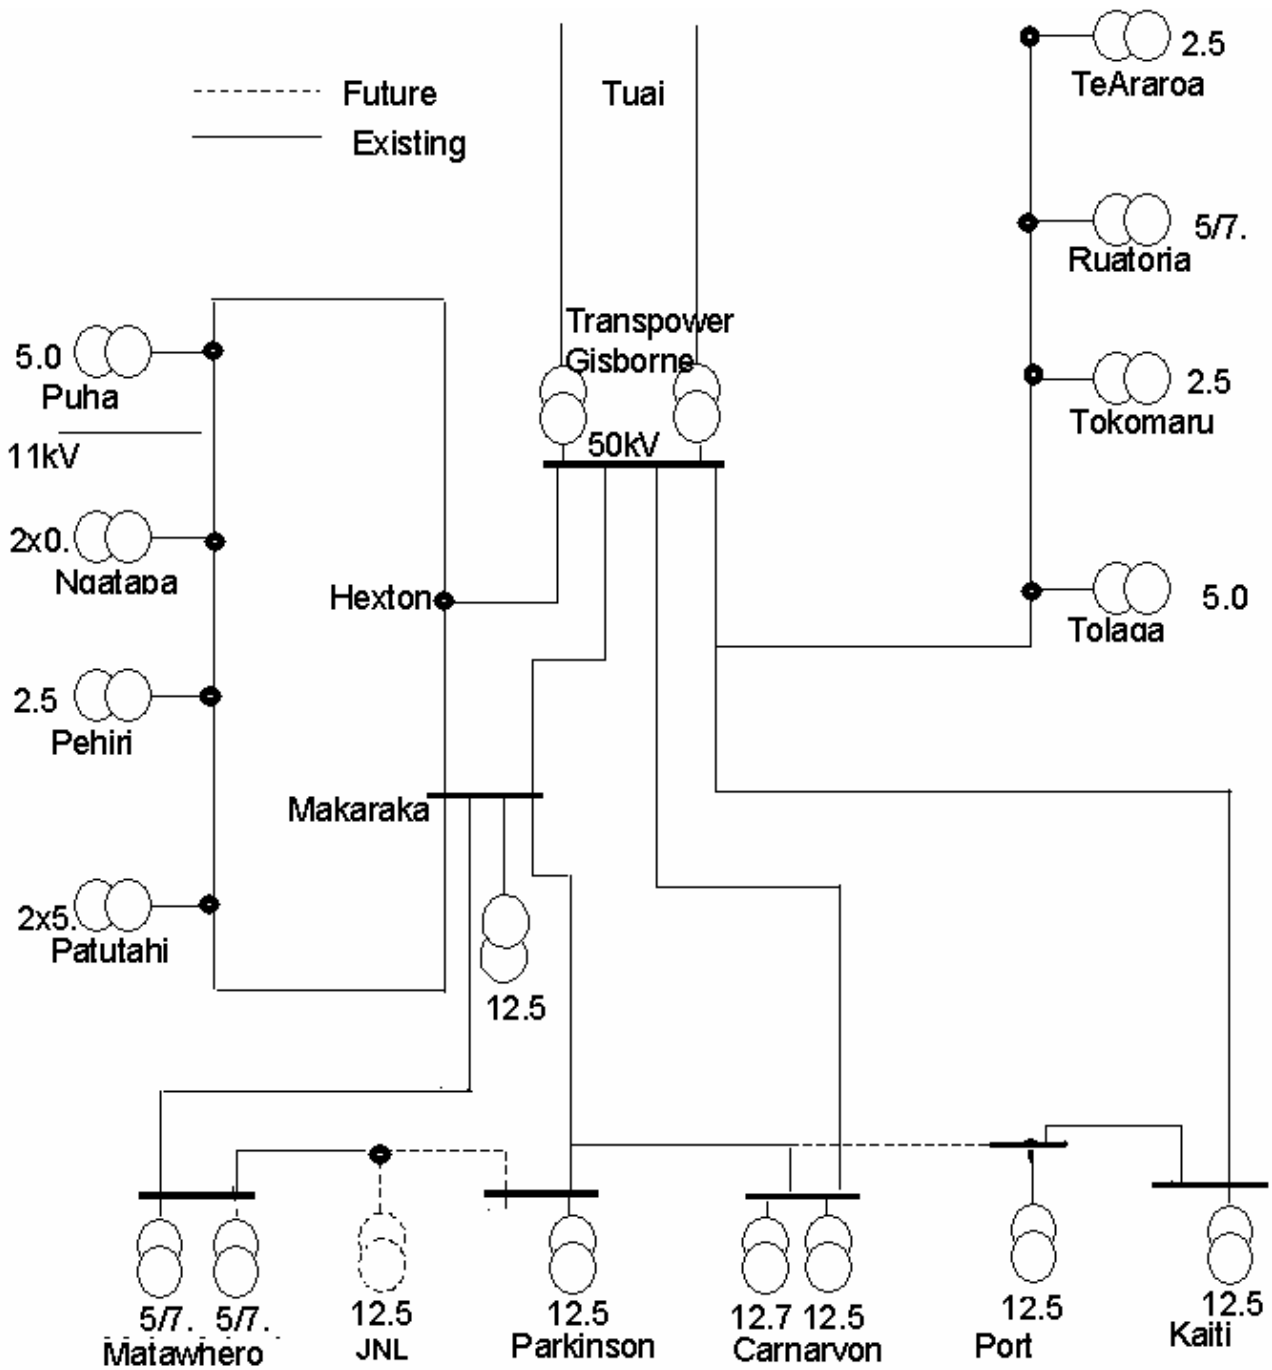 Future
Existing
Tuai
2.5
TeAraroa
5/7.
Ruatoria
Transpower
Gisborne
50kV
5.0
Puha
11kV
2.5
Tokomaru
2x0.
Ngatapa
Hexton
5.0
Tolaga
2.5
Pehiri
Makaraka
2x5.
Patutahi
12.5
5/7. 5/7.
Matawhero
12.5
JNL
12.5
Parkinson
12.7 12.5
Carnarvon
12.5
Port
12.5
Kaiti